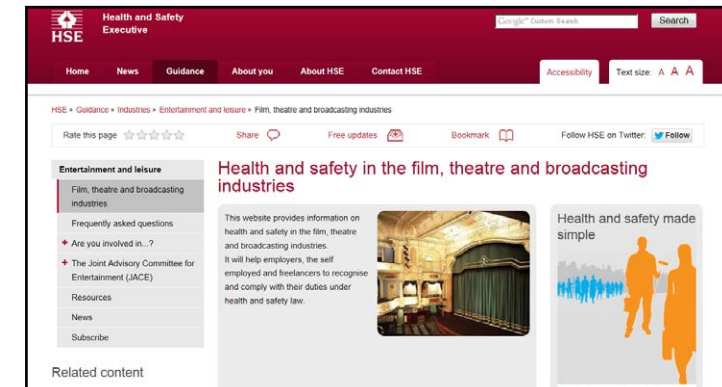 Health and Safety
Executive
HSE
Google™ Custom Search
Search
Home
News
Guidance
About you
About HSE
Contact HSE
Accessibility
Text size: A A A
HSE » Guidance » Industries » Entertainment and leisure » Film, theatre and broadcasting industries
Rate this page
Share
Free updates
Bookmark
Follow HSE on Twitter:
Follow
Entertainment and leisure
Film, theatre and broadcasting
industries
Frequently asked questions
+ Are you involved in...?
+ The Joint Advisory Committee for
Entertainment (JACE)
Resources
News
Subscribe
Related content
Health and safety in the film, theatre and broadcasting
industries
This website provides information on
health and safety in the film, theatre
and broadcasting industries.
It will help employers, the self
employed and freelancers to recognise
and comply with their duties under
health and safety law.
Health and safety made
simple